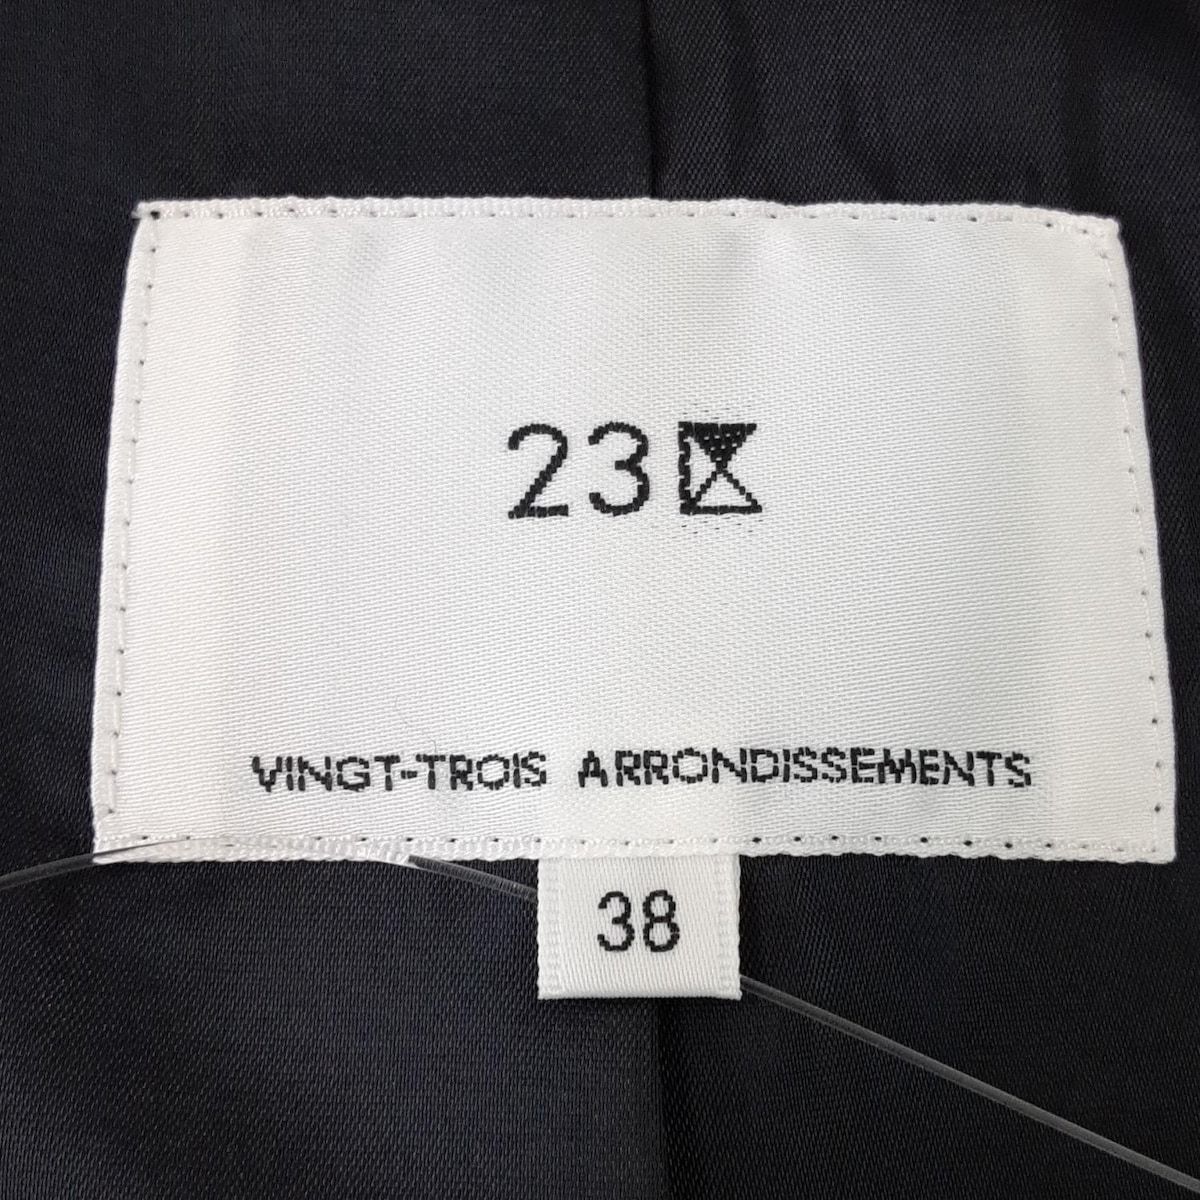 23区
VINGT-TROIS ARRONDISSEMENTS
38